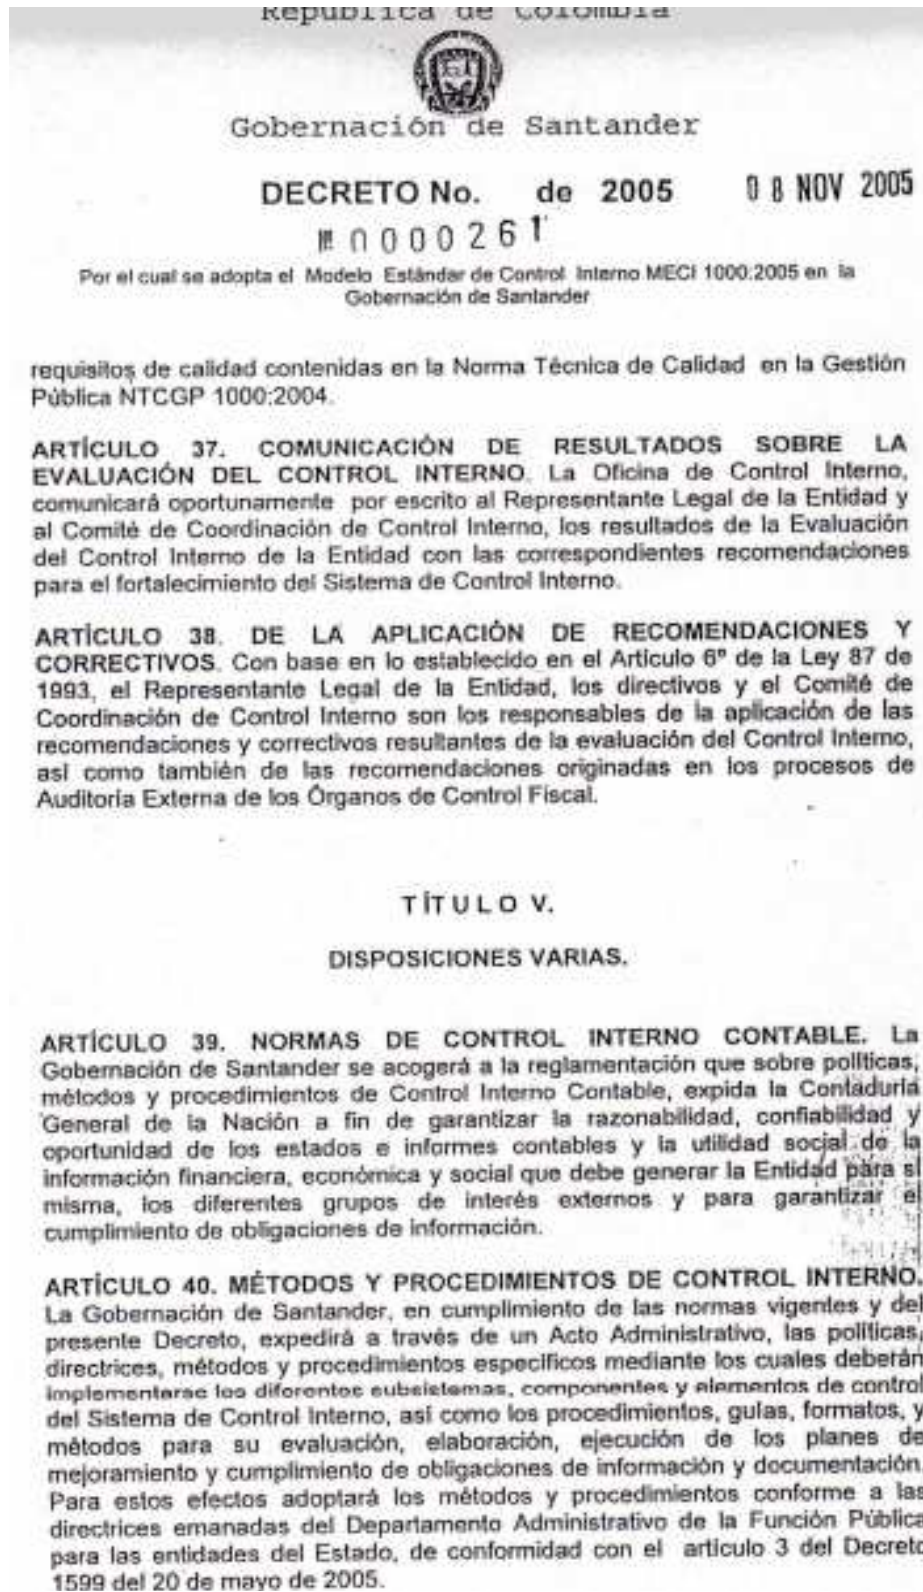 República de Colombia
Gobernación de Santander
DECRETO No. de 2005 08 NOV 2005
№ 0000261
Por el cual se adopta el Modelo Estándar de Control Interno MECI 1000:2005 en la
Gobernación de Santander
requisitos de calidad contenidas en la Norma Técnica de Calidad en la Gestión
Pública NTCGP 1000:2004.
ARTÍCULO 37. COMUNICACIÓN DE RESULTADOS SOBRE LA
EVALUACIÓN DEL CONTROL INTERNO. La Oficina de Control Interno,
comunicará oportunamente por escrito al Representante Legal de la Entidad y
al Comité de Coordinación de Control Interno, los resultados de la Evaluación
del Control Interno de la Entidad con las correspondientes recomendaciones
para el fortalecimiento del Sistema de Control Interno.
ARTÍCULO 38. DE LA APLICACIÓN DE RECOMENDACIONES Y
CORRECTIVOS. Con base en lo establecido en el Artículo 6º de la Ley 87 de
1993, el Representante Legal de la Entidad, los directivos y el Comité de
Coordinación de Control Interno son los responsables de la aplicación de las
recomendaciones y correctivos resultantes de la evaluación del Control Interno,
así como también de las recomendaciones originadas en los procesos de
Auditoría Externa de los Órganos de Control Fiscal.
TÍTULO V.
DISPOSICIONES VARIAS.
ARTÍCULO 39. NORMAS DE CONTROL INTERNO CONTABLE. La
Gobernación de Santander se acogerá a la reglamentación que sobre políticas,
métodos y procedimientos de Control Interno Contable, expida la Contaduría
General de la Nación a fin de garantizar la razonabilidad, confiabilidad y
oportunidad de los estados e informes contables y la utilidad social de la
información financiera, económica y social que debe generar la Entidad para sí
misma, los diferentes grupos de interés externos y para garantizar el
cumplimiento de obligaciones de información.
ARTÍCULO 40. MÉTODOS Y PROCEDIMIENTOS DE CONTROL INTERNO.
La Gobernación de Santander, en cumplimiento de las normas vigentes y del
presente Decreto, expedirá a través de un Acto Administrativo, las políticas,
directrices, métodos y procedimientos específicos mediante los cuales deberán
implementarse los diferentes subsistemas, componentes y elementos de control
del Sistema de Control Interno, así como los procedimientos, guías, formatos, y
métodos para su evaluación, elaboración, ejecución de los planes de
mejoramiento y cumplimiento de obligaciones de información y documentación.
Para estos efectos adoptará los métodos y procedimientos conforme a las
directrices emanadas del Departamento Administrativo de la Función Pública
para las entidades del Estado, de conformidad con el artículo 3 del Decreto
1599 del 20 de mayo de 2005.